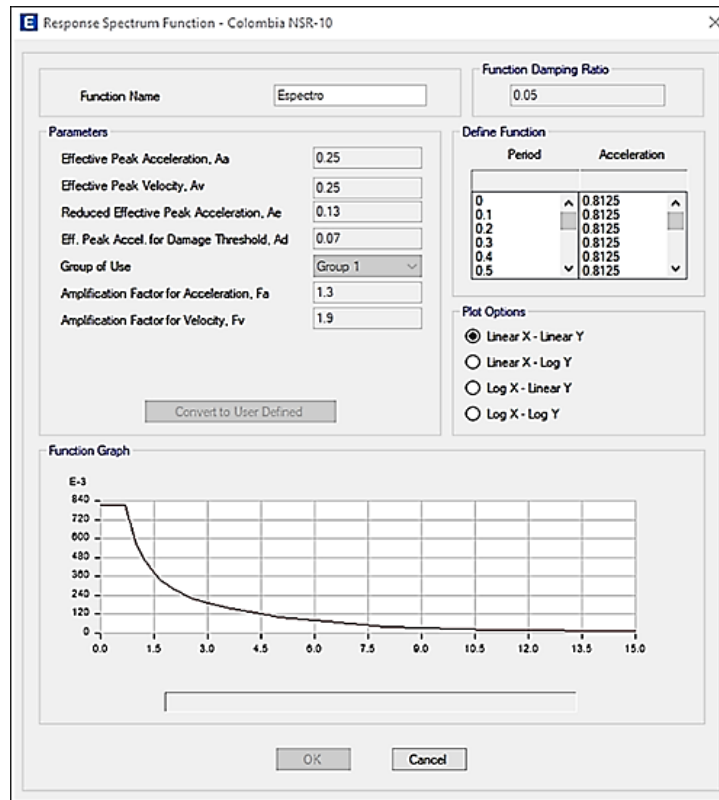 E Response Spectrum Function - Colombia NSR-10
Function Name Espectro
Function Damping Ratio
0.05
Parameters
Effective Peak Acceleration, Aa 0.25
Effective Peak Velocity, Av 0.25
Reduced Effective Peak Acceleration, Ae 0.13
Eff. Peak Accel. for Damage Threshold, Ad 0.07
Group of Use Group 1
Amplification Factor for Acceleration, Fa 1.3
Amplification Factor for Velocity, Fv 1.9
Convert to User Defined
Define Function
Period Acceleration
0 0.8125
0.1 0.8125
0.2 0.8125
0.3 0.8125
0.4 0.8125
0.5 0.8125
Plot Options
Linear X - Linear Y
Linear X - Log Y
Log X - Linear Y
Log X - Log Y
Function Graph
E-3
840
720
600
480
360
240
120
0
0.0 1.5 3.0 4.5 6.0 7.5 9.0 10.5 12.0 13.5 15.0
OK Cancel